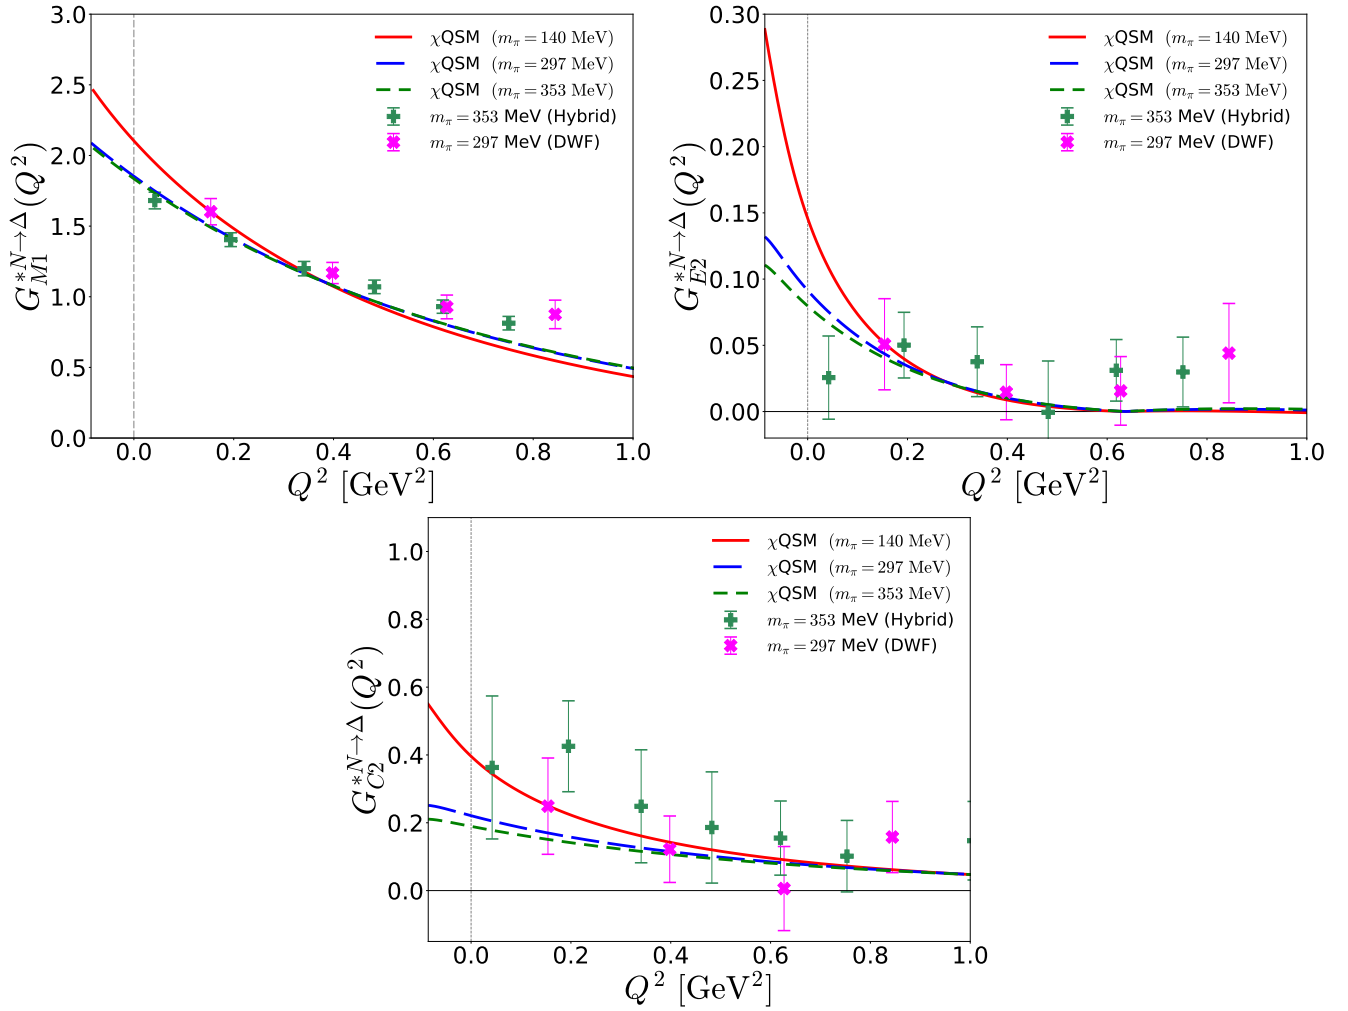 3.0
2.5
2.0
1.5
1.0
0.5
0.0
G*N→Δ M1 (Q²)
χQSM (mπ = 140 MeV)
χQSM (mπ = 297 MeV)
χQSM (mπ = 353 MeV)
mπ = 353 MeV (Hybrid)
mπ = 297 MeV (DWF)
0.0 0.2 0.4 0.6 0.8 1.0
Q² [GeV²]
0.30
0.25
0.20
0.15
0.10
0.05
0.00
G*N→Δ E2 (Q²)
χQSM (mπ = 140 MeV)
χQSM (mπ = 297 MeV)
χQSM (mπ = 353 MeV)
mπ = 353 MeV (Hybrid)
mπ = 297 MeV (DWF)
0.0 0.2 0.4 0.6 0.8 1.0
Q² [GeV²]
1.0
0.8
0.6
0.4
0.2
0.0
G*N→Δ C2 (Q²)
χQSM (mπ = 140 MeV)
χQSM (mπ = 297 MeV)
χQSM (mπ = 353 MeV)
mπ = 353 MeV (Hybrid)
mπ = 297 MeV (DWF)
0.0 0.2 0.4 0.6 0.8 1.0
Q² [GeV²]